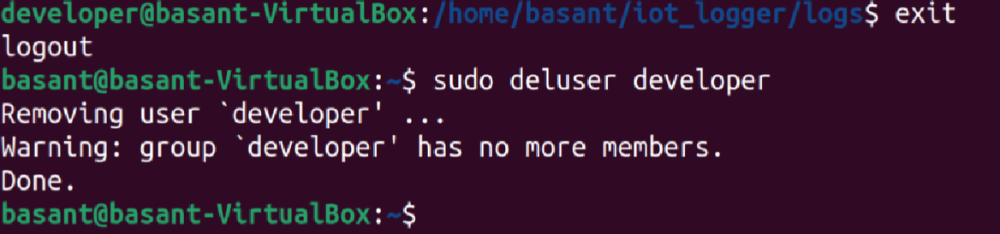 developer@basant-VirtualBox:/home/basant/iot_logger/logs$ exit
logout
basant@basant-VirtualBox:~$ sudo deluser developer
Removing user `developer' ...
Warning: group `developer' has no more members.
Done.
basant@basant-VirtualBox:~$